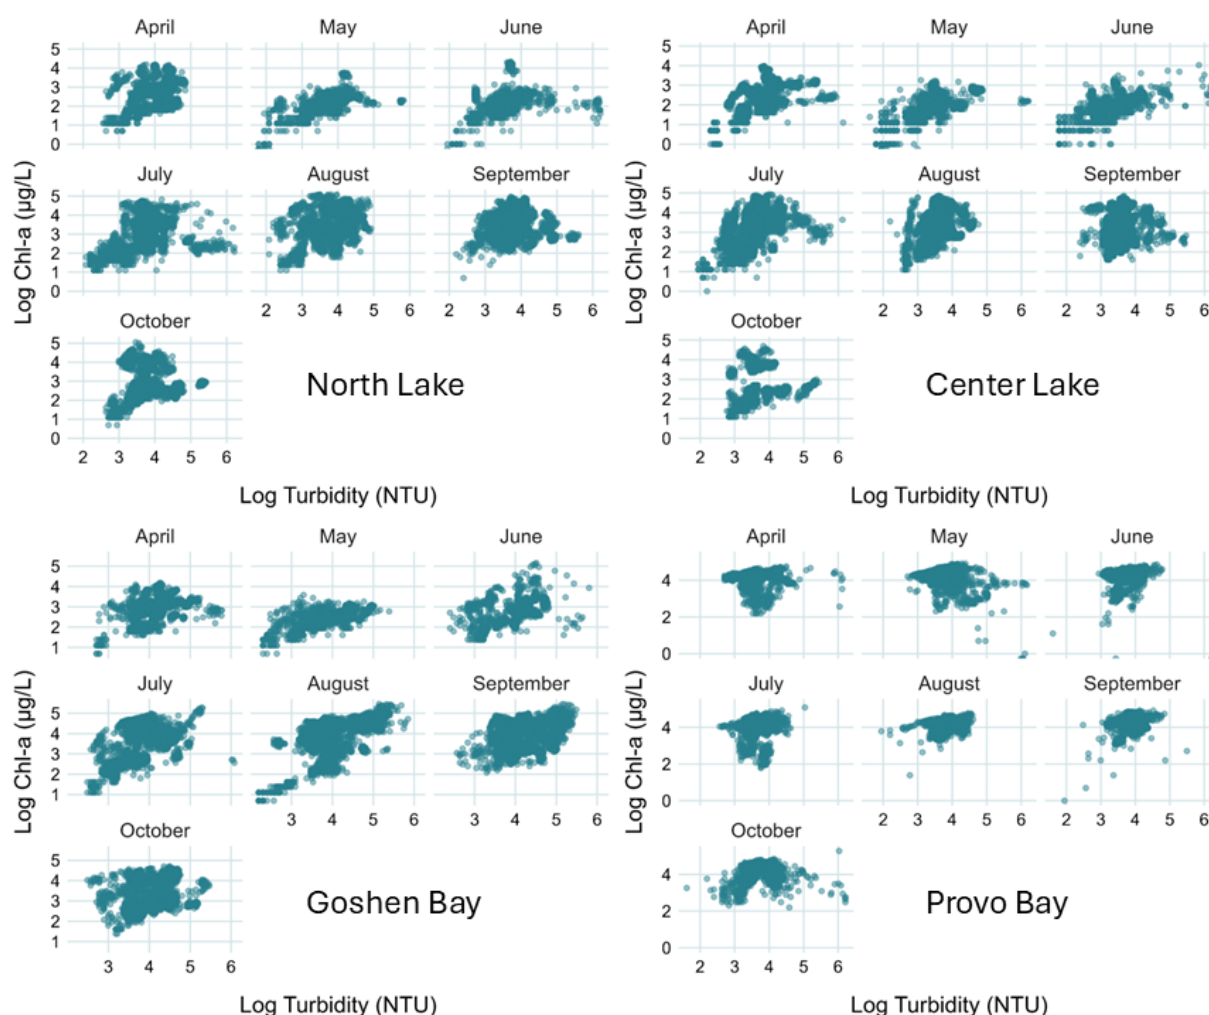 April May June
5
4
3
2
1
0
July August September
5
4
3
2
1
0
2 3 4 5 6
October
5
4
3
2
1
0
2 3 4 5 6
Log Chl-a (µg/L)
North Lake
Log Turbidity (NTU)
April May June
5
4
3
2
1
0
July August September
5
4
3
2
1
0
2 3 4 5 6 2 3 4 5 6
October
5
4
3
2
1
0
2 3 4 5 6
Log Chl-a (µg/L)
Center Lake
Log Turbidity (NTU)
April May June
5
4
3
2
1
July August September
5
4
3
2
1
3 4 5 6 3 4 5 6
October
5
4
3
2
1
3 4 5 6
Log Chl-a (µg/L)
Goshen Bay
Log Turbidity (NTU)
April May June
4
2
0
July August September
4
2
0
2 3 4 5 6 2 3 4 5 6
October
4
2
0
2 3 4 5 6
Log Chl-a (µg/L)
Provo Bay
Log Turbidity (NTU)